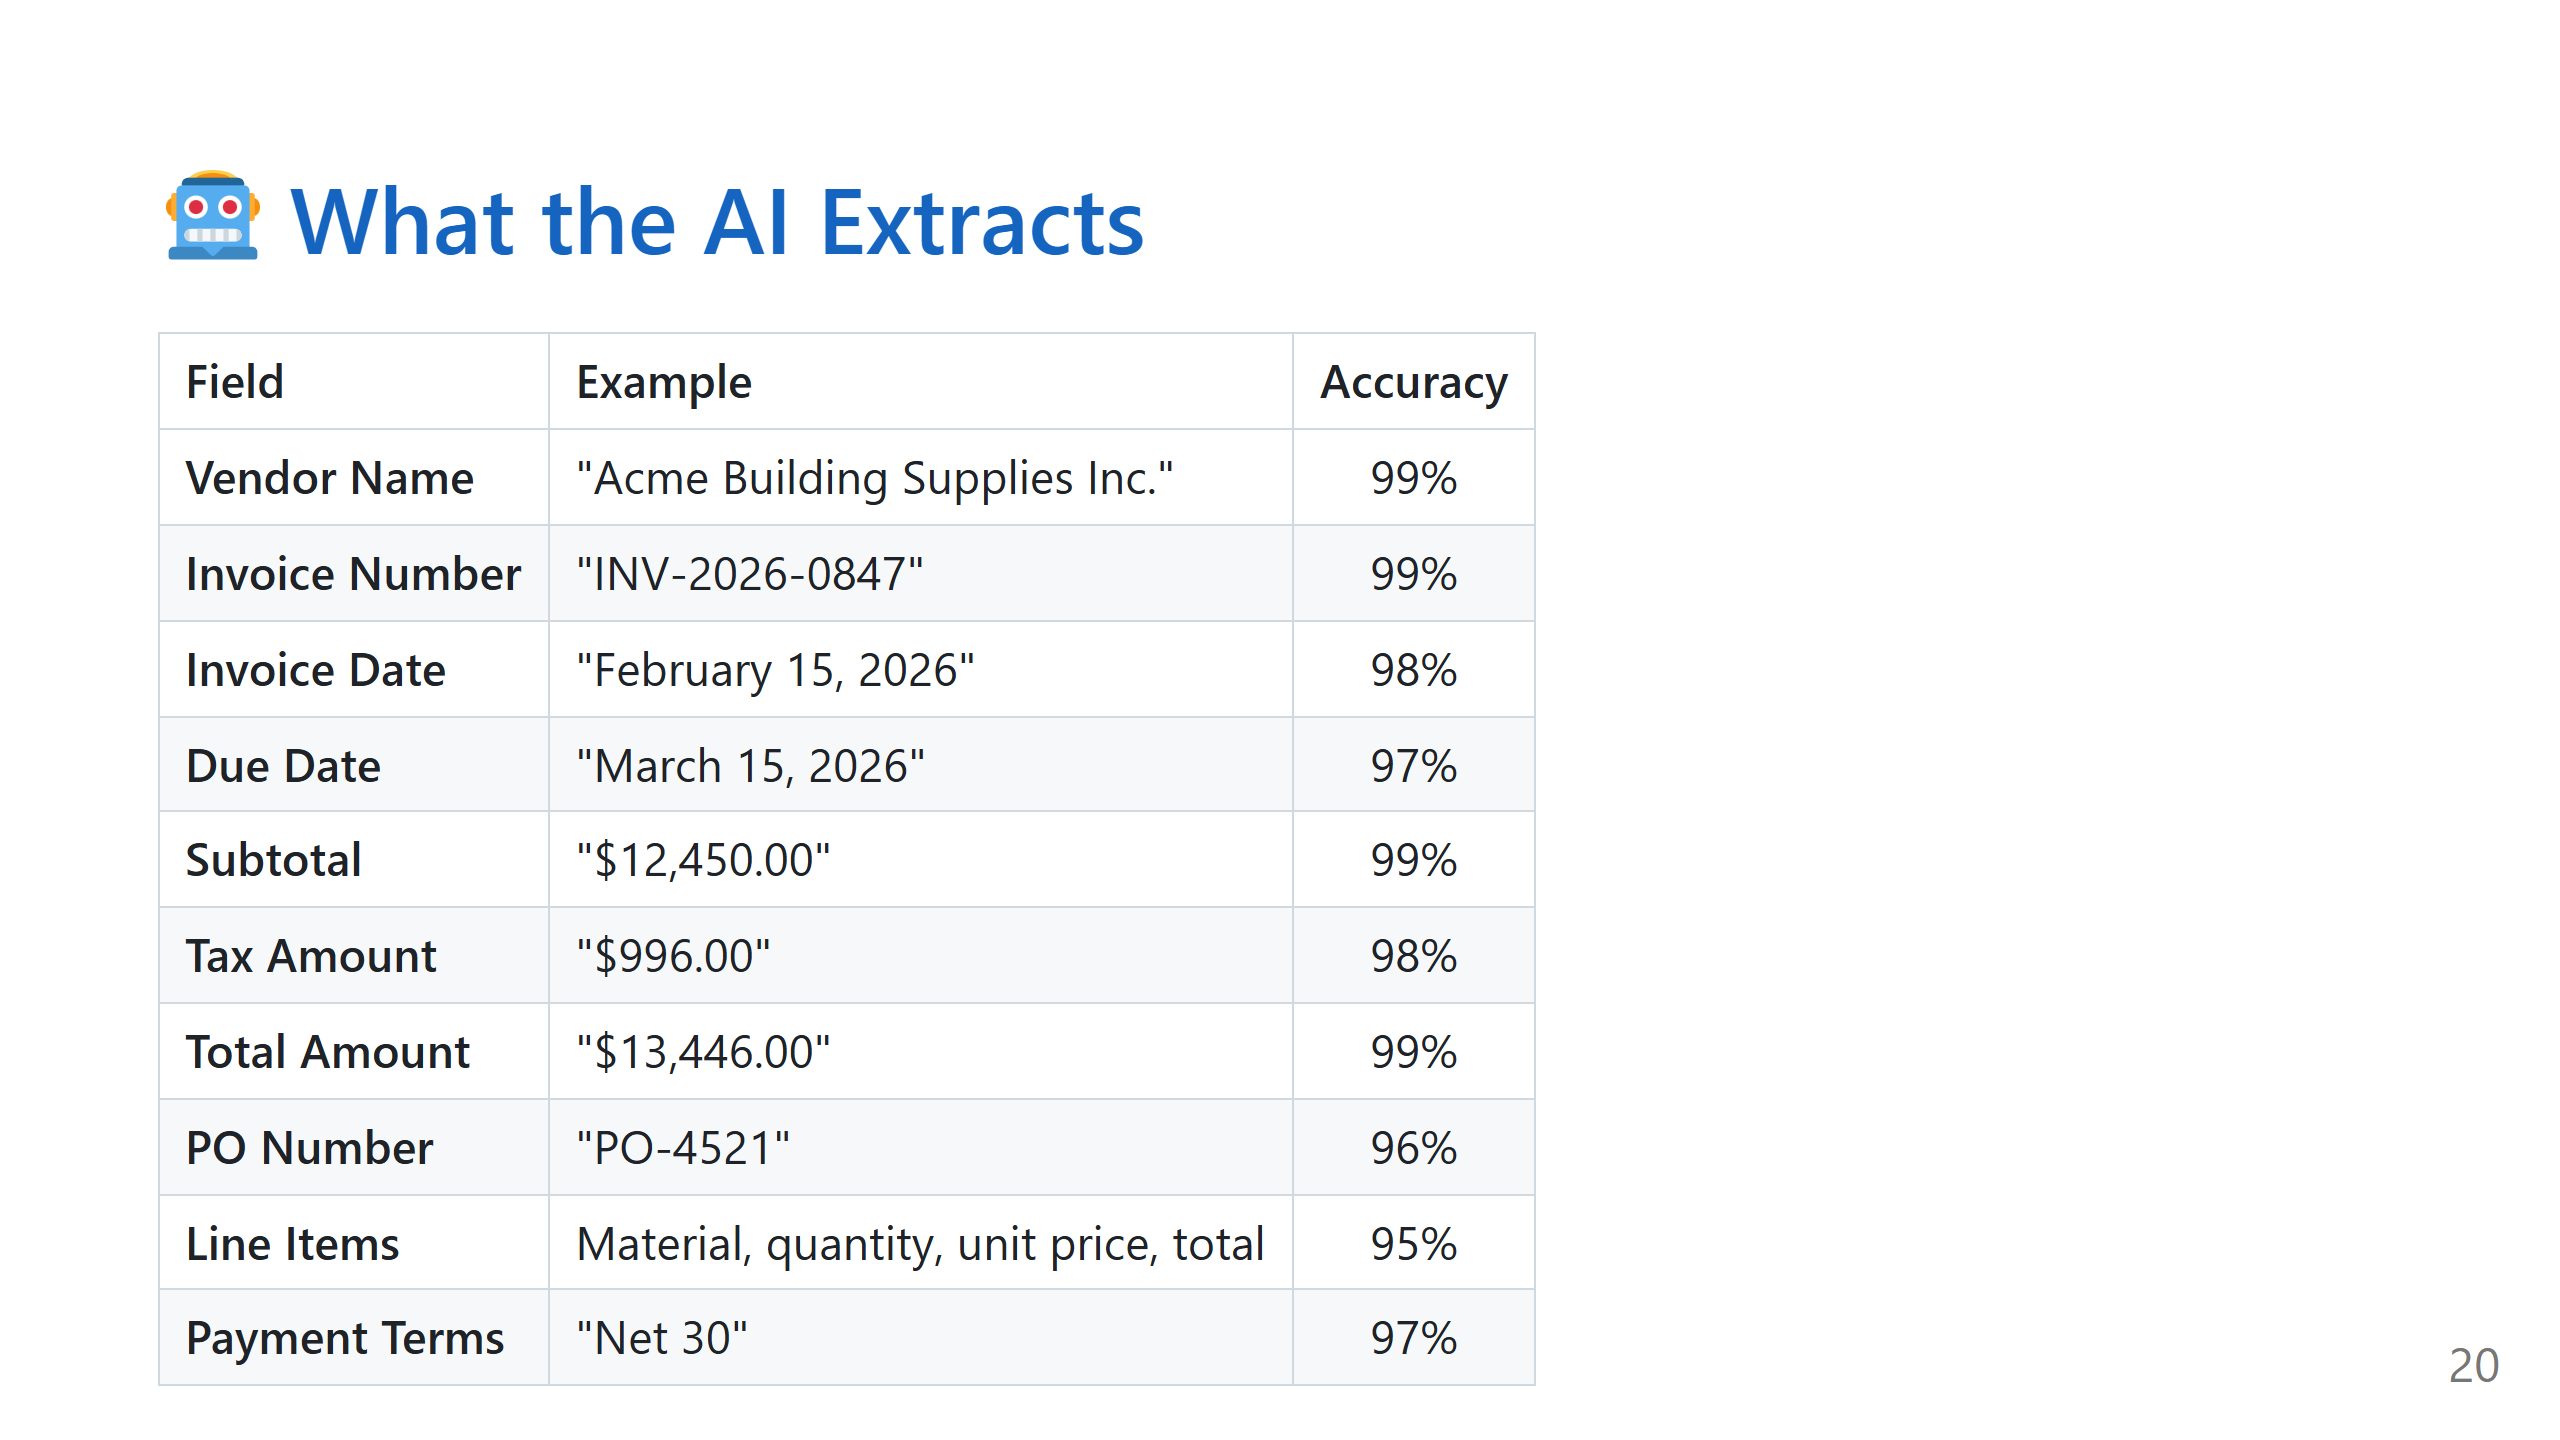 What the AI Extracts
Field Example Accuracy
Vendor Name "Acme Building Supplies Inc." 99%
Invoice Number "INV-2026-0847" 99%
Invoice Date "February 15, 2026" 98%
Due Date "March 15, 2026" 97%
Subtotal "$12,450.00" 99%
Tax Amount "$996.00" 98%
Total Amount "$13,446.00" 99%
PO Number "PO-4521" 96%
Line Items Material, quantity, unit price, total 95%
Payment Terms "Net 30" 97%
20